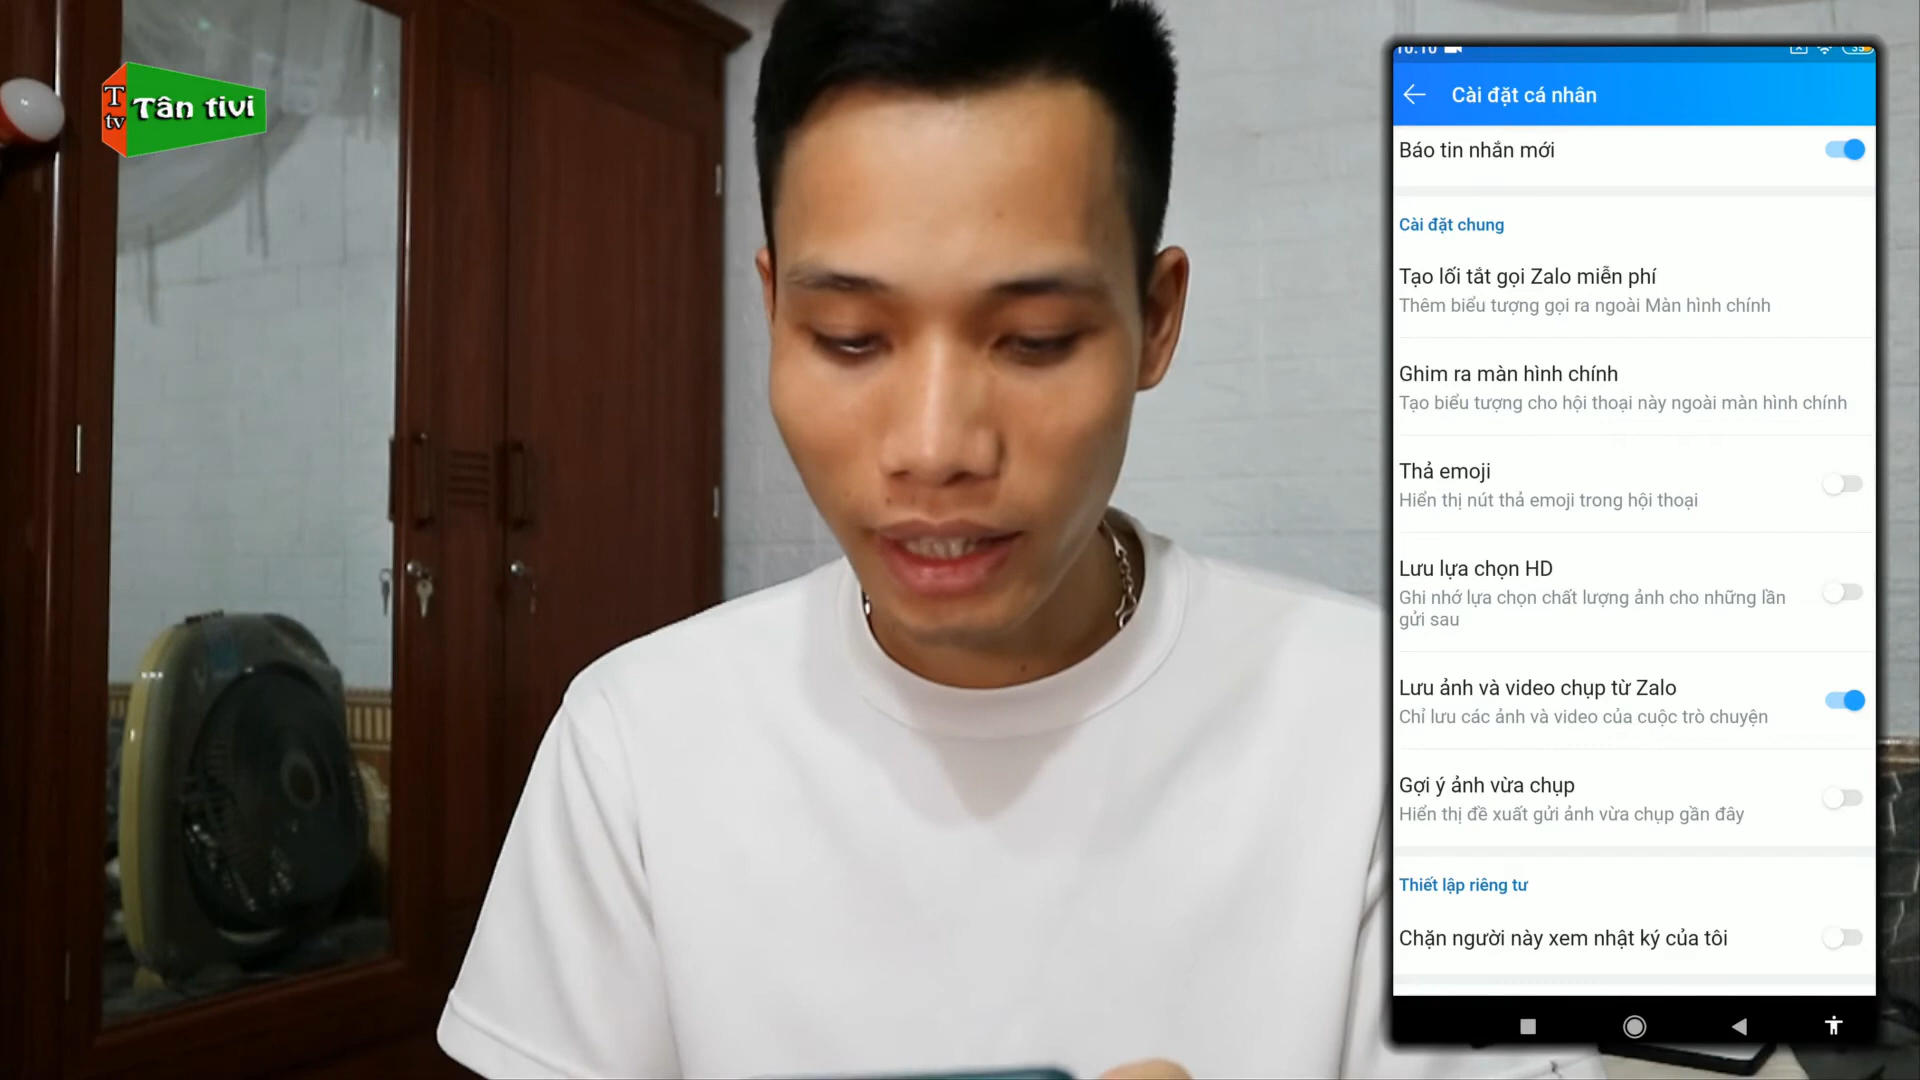 T
tv
Tân tivi
10:10
35
Cài đặt cá nhân
Báo tin nhắn mới
Cài đặt chung
Tạo lối tắt gọi Zalo miễn phí
Thêm biểu tượng gọi ra ngoài Màn hình chính
Ghim ra màn hình chính
Tạo biểu tượng cho hội thoại này ngoài màn hình chính
Thả emoji
Hiển thị nút thả emoji trong hội thoại
Lưu lựa chọn HD
Ghi nhớ lựa chọn chất lượng ảnh cho những lần
gửi sau
Lưu ảnh và video chụp từ Zalo
Chỉ lưu các ảnh và video của cuộc trò chuyện
Gợi ý ảnh vừa chụp
Hiển thị đề xuất gửi ảnh vừa chụp gần đây
Thiết lập riêng tư
Chặn người này xem nhật ký của tôi